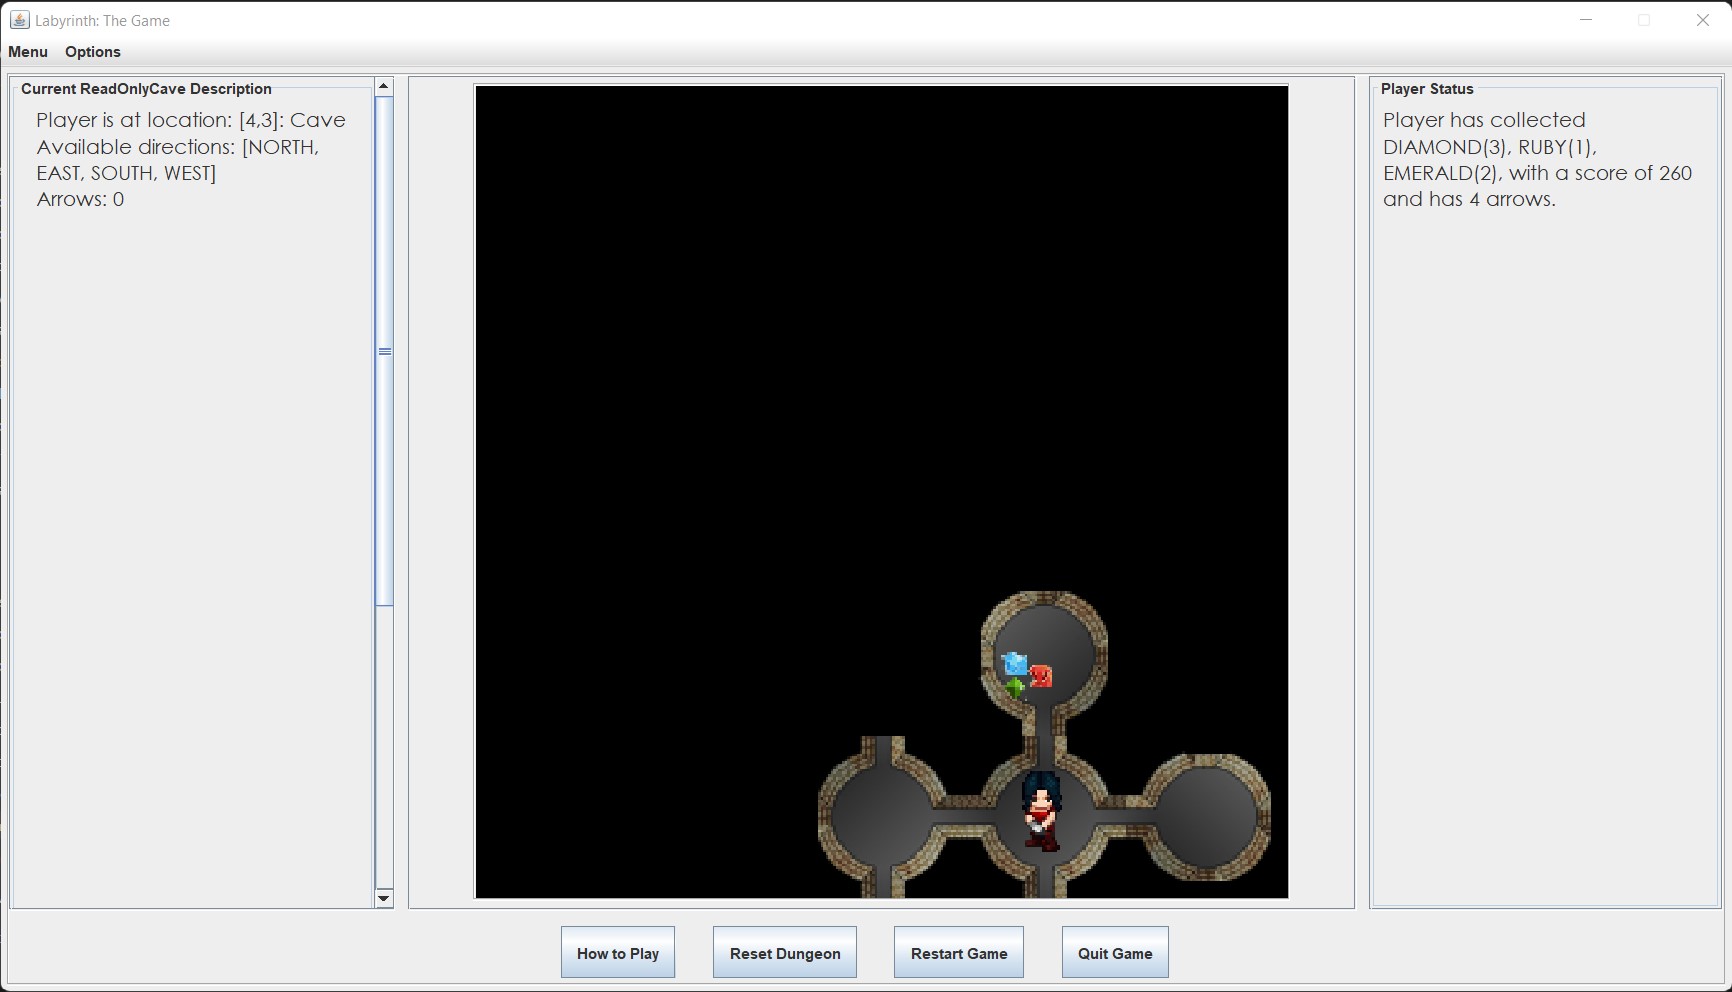 Labyrinth: The Game
Menu Options
Current ReadOnlyCave Description
Player is at location: [4,3]: Cave
Available directions: [NORTH,
EAST, SOUTH, WEST]
Arrows: 0
Player Status
Player has collected
DIAMOND(3), RUBY(1),
EMERALD(2), with a score of 260
and has 4 arrows.
How to Play
Reset Dungeon
Restart Game
Quit Game